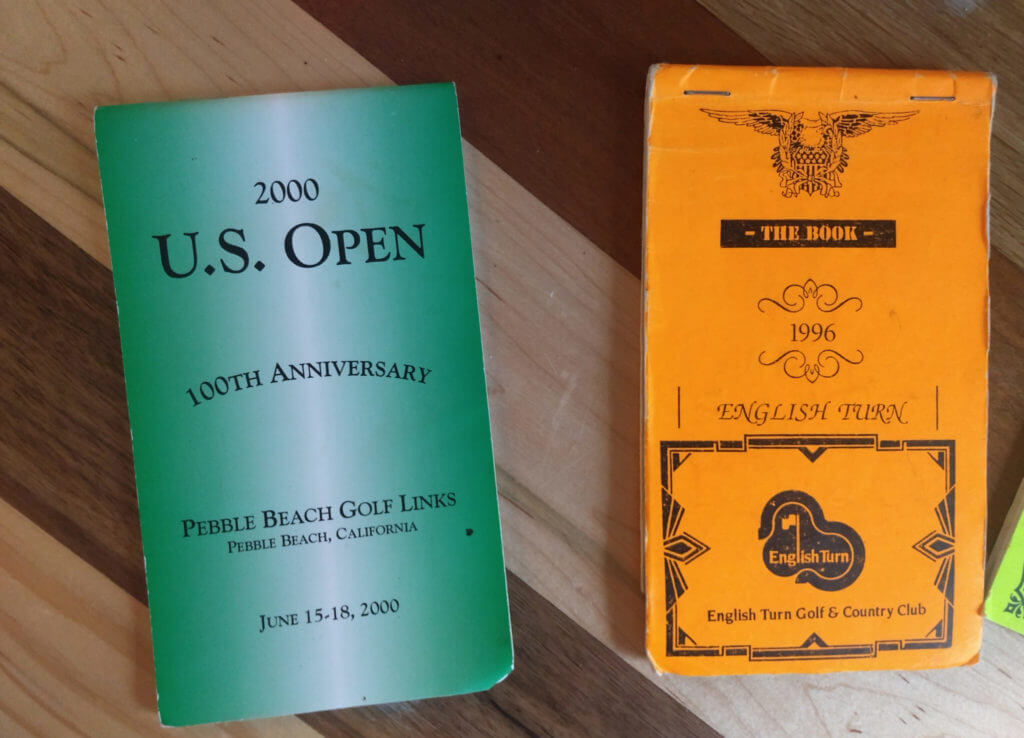 2000
U.S. OPEN
100TH ANNIVERSARY
PEBBLE BEACH GOLF LINKS
PEBBLE BEACH, CALIFORNIA
JUNE 15-18, 2000
- THE BOOK -
1996
ENGLISH TURN
English Turn
English Turn Golf & Country Club